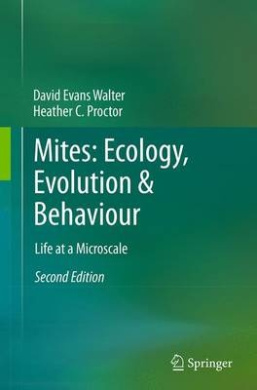 David Evans Walter
Heather C. Proctor
Mites: Ecology,
Evolution &
Behaviour
Life at a Microscale
Second Edition
Springer